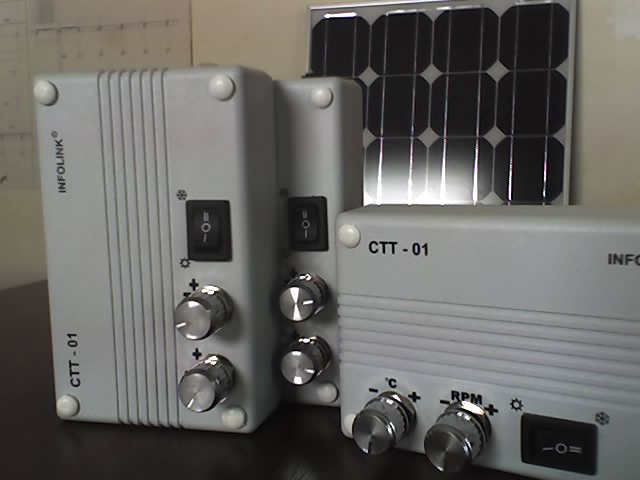 INFOLINK®
CTT - 01
CTT - 01
INFO
- °C +
- RPM +